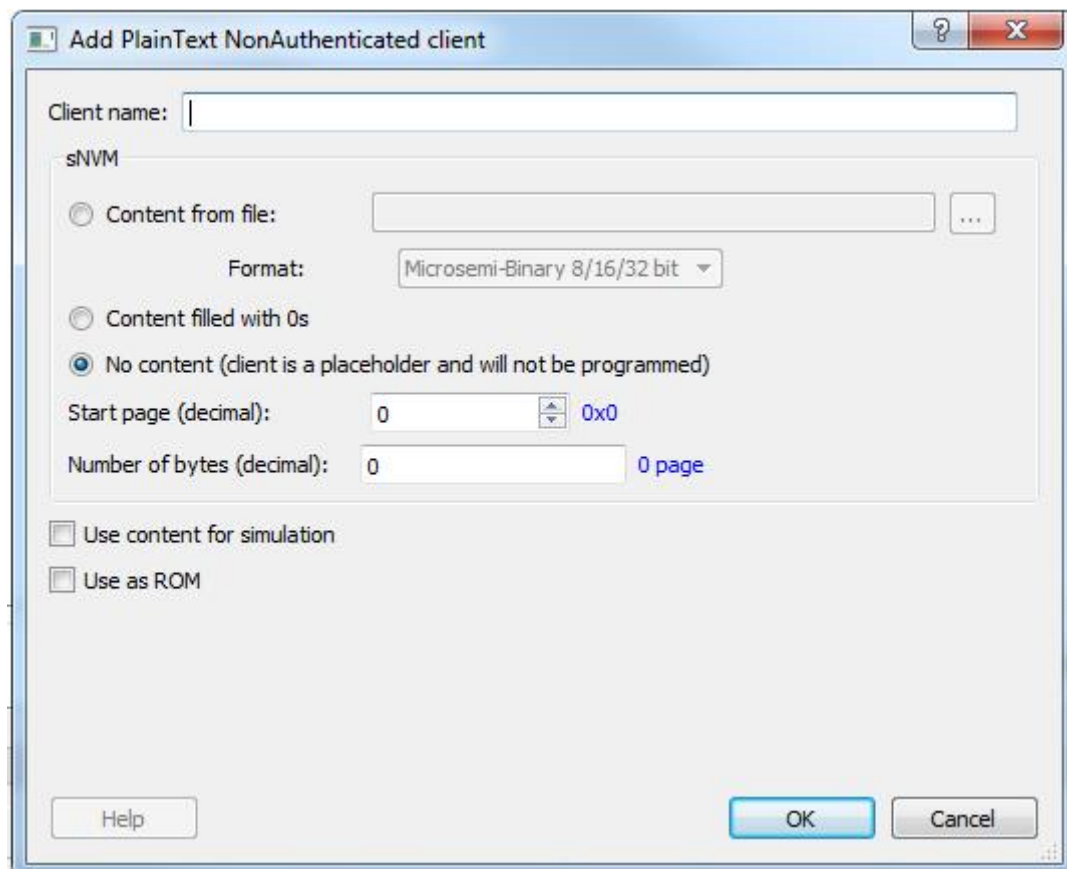 Add PlainText NonAuthenticated client
Client name:
sNVM
Content from file: ...
Format: Microsemi-Binary 8/16/32 bit
Content filled with 0s
No content (client is a placeholder and will not be programmed)
Start page (decimal): 0 0x0
Number of bytes (decimal): 0 0 page
Use content for simulation
Use as ROM
Help OK Cancel